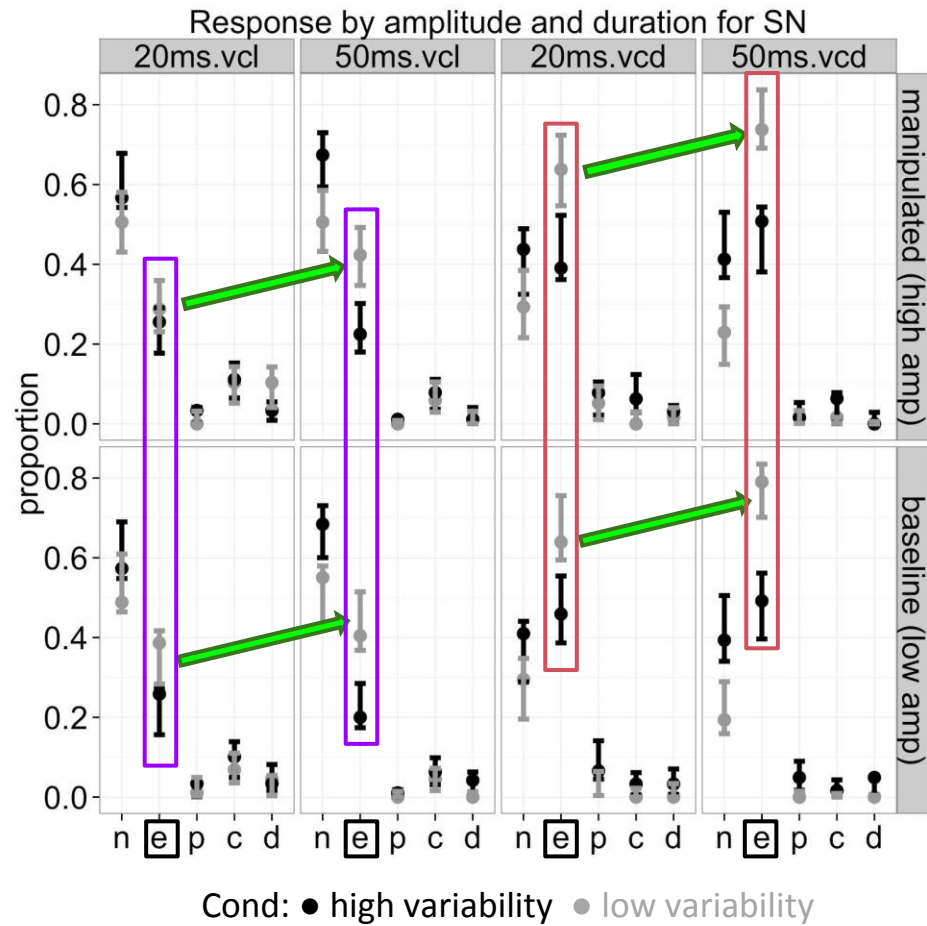 Response by amplitude and duration for SN
20ms.vcl 50ms.vcl 20ms.vcd 50ms.vcd
proportion
0.8
0.6
0.4
0.2
0.0
manipulated (high amp)
0.8
0.6
0.4
0.2
0.0
baseline (low amp)
n e p c d n e p c d n e p c d n e p c d
Cond: ● high variability ● low variability